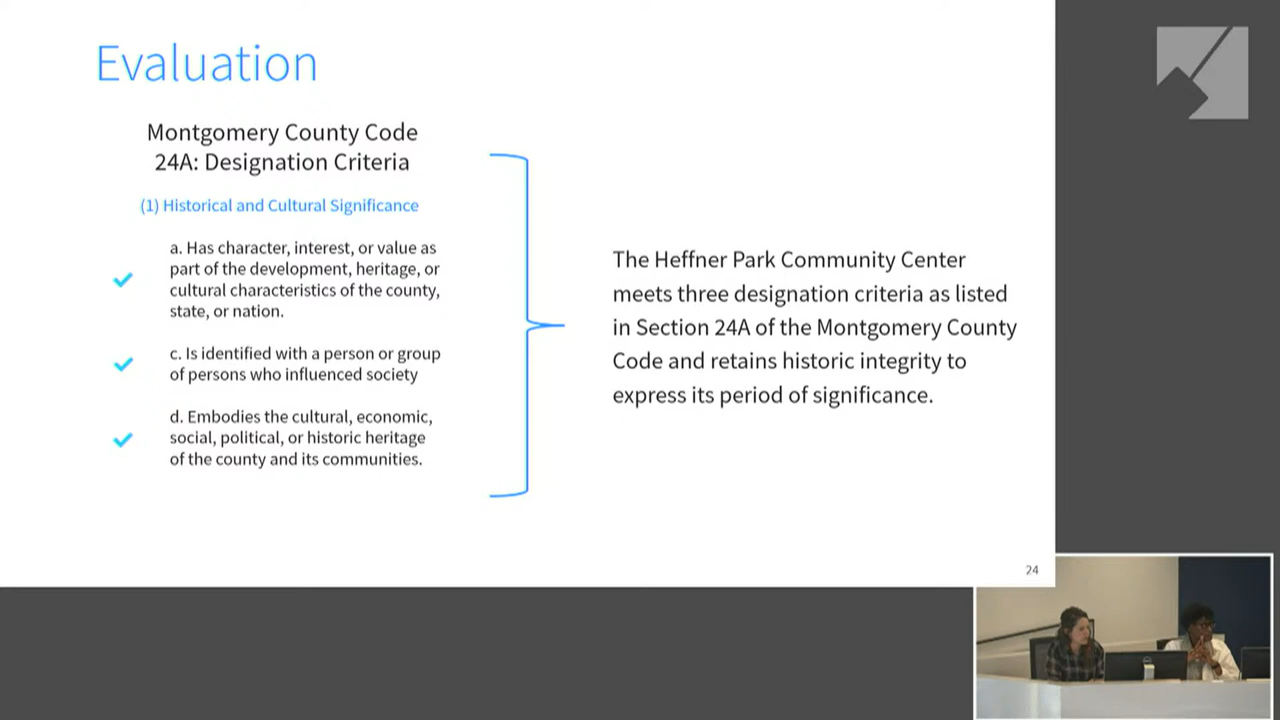 Evaluation
Montgomery County Code
24A: Designation Criteria
(1) Historical and Cultural Significance
a. Has character, interest, or value as
part of the development, heritage, or
cultural characteristics of the county,
state, or nation.
c. Is identified with a person or group
of persons who influenced society
d. Embodies the cultural, economic,
social, political, or historic heritage
of the county and its communities.
The Heffner Park Community Center
meets three designation criteria as listed
in Section 24A of the Montgomery County
Code and retains historic integrity to
express its period of significance.
24